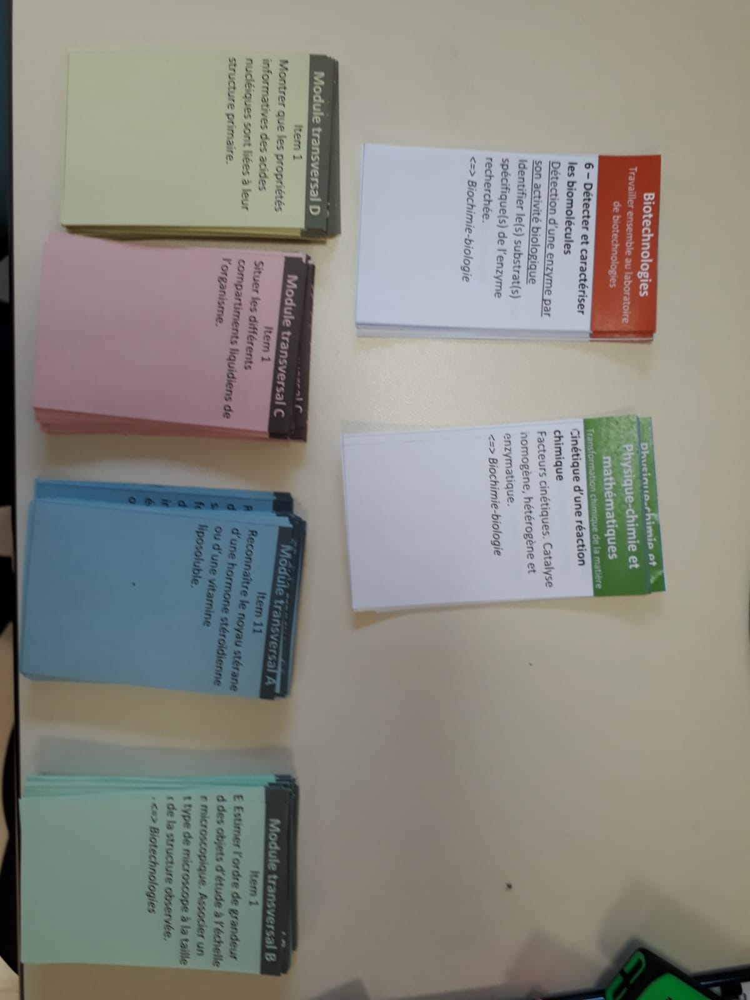 Biotechnologies
Travailler ensemble au laboratoire
de biotechnologies
6 – Détecter et caractériser
les biomolécules
Détection d'une enzyme par
son activité biologique
Identifier le(s) substrat(s)
spécifique(s) de l'enzyme
recherchée.
<=> Biochimie-biologie
Physique-chimie et
Physique-chimie et
mathématiques
Transformation chimique de la matière
Cinétique d'une réaction
chimique
Facteurs cinétiques. Catalyse
homogène, hétérogène et
enzymatique.
<=> Biochimie-biologie
Module transversal D
Item 1
Montrer que les propriétés
informatives des acides
nucléiques sont liées à leur
structure primaire.
Module transversal C
Item 1
Situer les différents
compartiments liquidiens de
l'organisme.
Module transversal A
Item 11
Reconnaître le noyau stérane
d'une hormone stéroïdienne
ou d'une vitamine
liposoluble.
Module transversal B
Item 1
E Estimer l'ordre de grandeur
d des objets d'étude à l'échelle
microscopique. Associer un
t type de microscope à la taille
de la structure observée.
<=> Biotechnologies